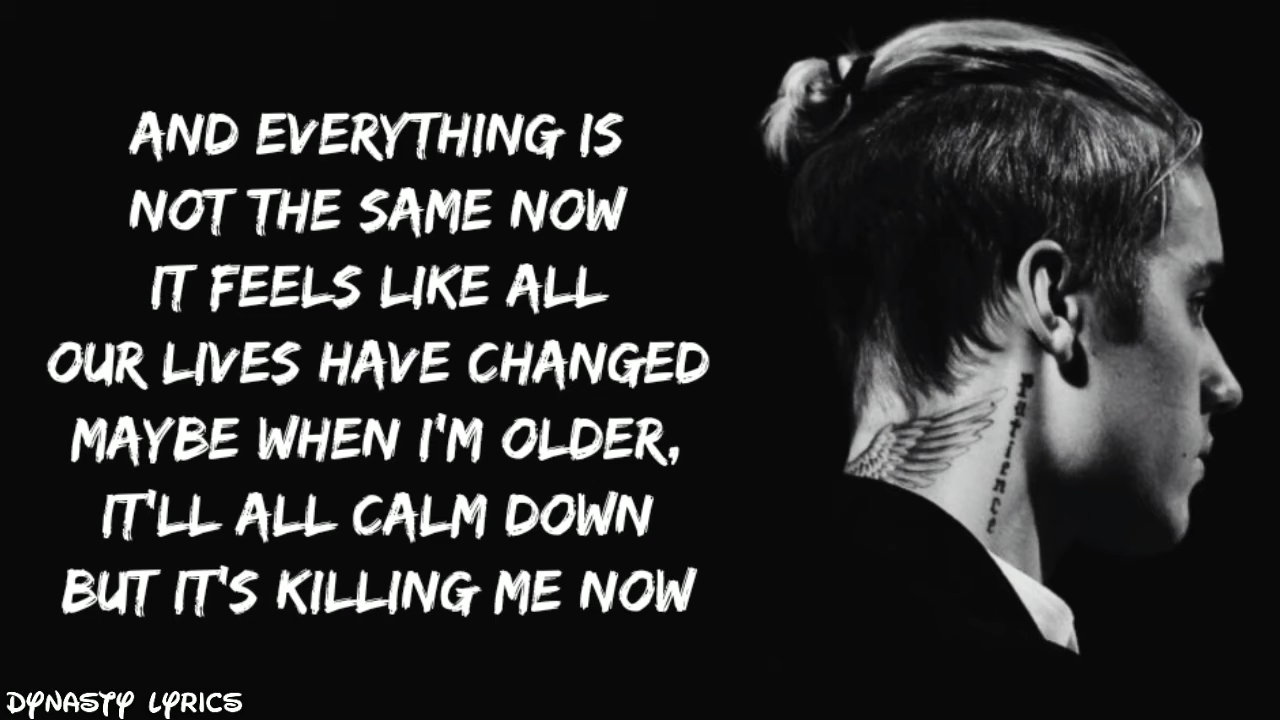 AND EVERYTHING IS
NOT THE SAME NOW
IT FEELS LIKE ALL
OUR LIVES HAVE CHANGED
MAYBE WHEN I'M OLDER,
IT'LL ALL CALM DOWN
BUT IT'S KILLING ME NOW
Patience
DYNASTY LYRICS